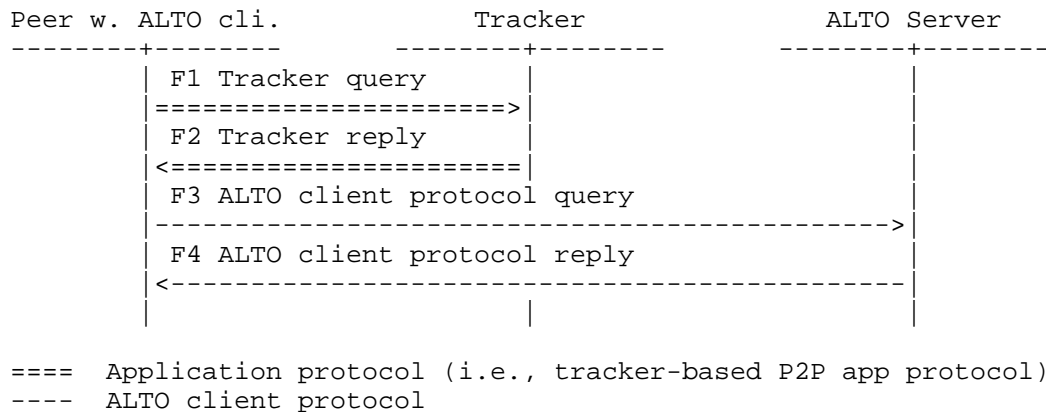 Peer w. ALTO cli. Tracker ALTO Server
F1 Tracker query
F2 Tracker reply
F3 ALTO client protocol query
F4 ALTO client protocol reply
==== Application protocol (i.e., tracker-based P2P app protocol)
---- ALTO client protocol